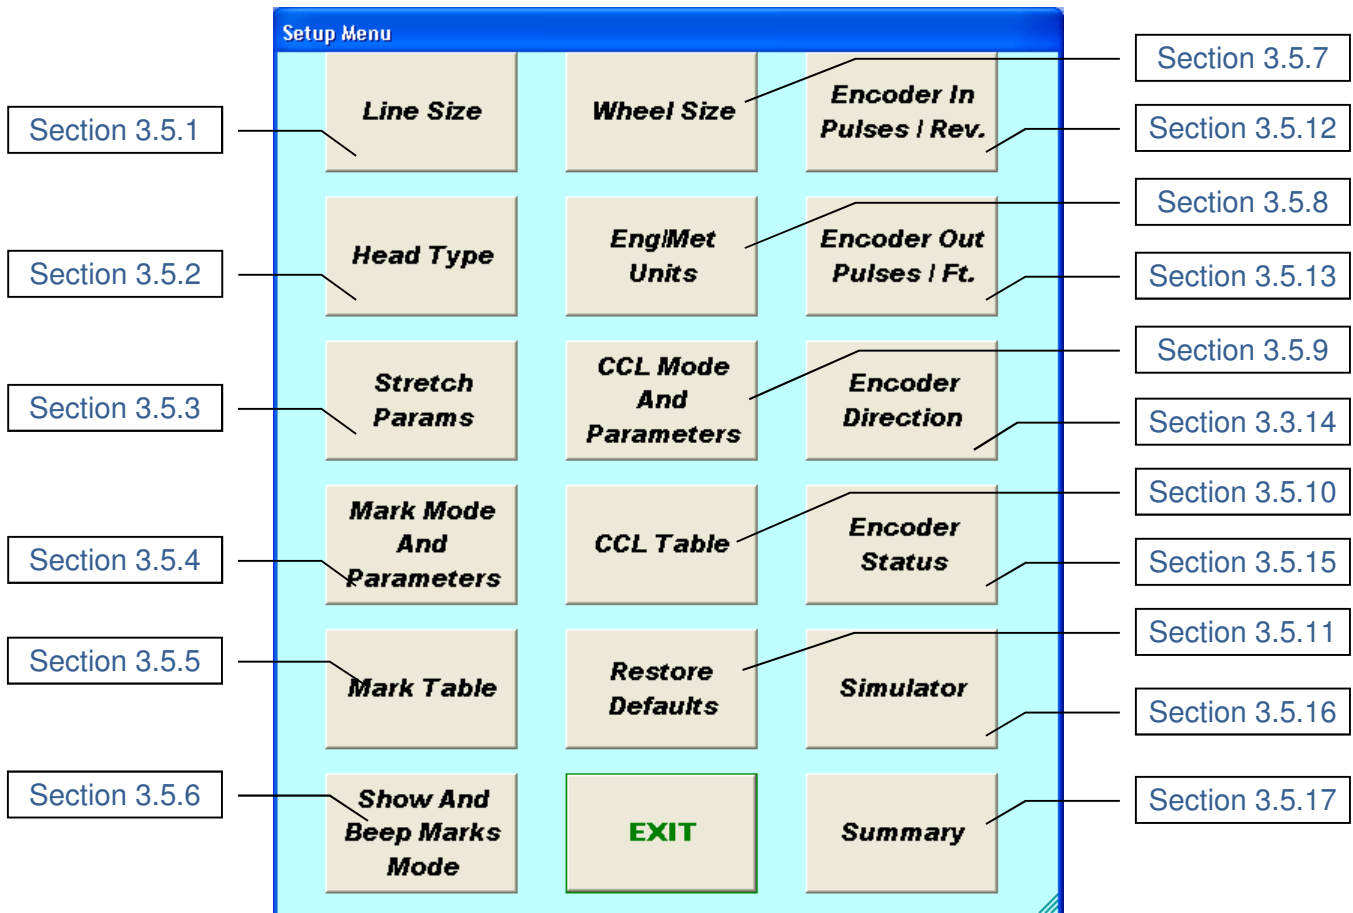 Setup Menu
Section 3.5.1
Section 3.5.2
Section 3.5.3
Section 3.5.4
Section 3.5.5
Section 3.5.6
Line Size
Head Type
Stretch
Params
Mark Mode
And
Parameters
Mark Table
Show And
Beep Marks
Mode
Wheel Size
Eng/Met
Units
CCL Mode
And
Parameters
CCL Table
Restore
Defaults
EXIT
Encoder In
Pulses / Rev.
Encoder Out
Pulses / Ft.
Encoder
Direction
Encoder
Status
Simulator
Summary
Section 3.5.7
Section 3.5.12
Section 3.5.8
Section 3.5.13
Section 3.5.9
Section 3.3.14
Section 3.5.10
Section 3.5.15
Section 3.5.11
Section 3.5.16
Section 3.5.17